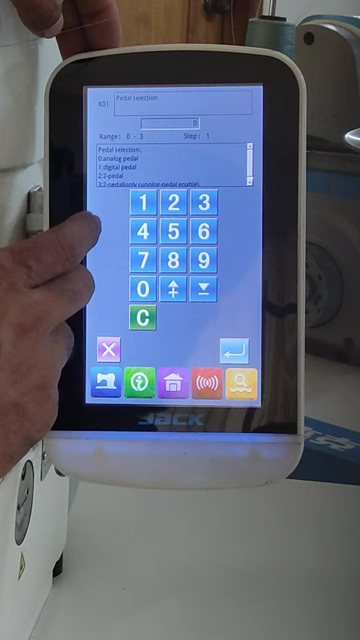 K01 Pedal selection
0
Range: 0 - 3 Step: 1
Pedal selection:
0:analog pedal
1:digital pedal
2:2-pedal
3:2-pedal(only running-pedal enable)
1 2 3
4 5 6
7 8 9
0
C
JACK